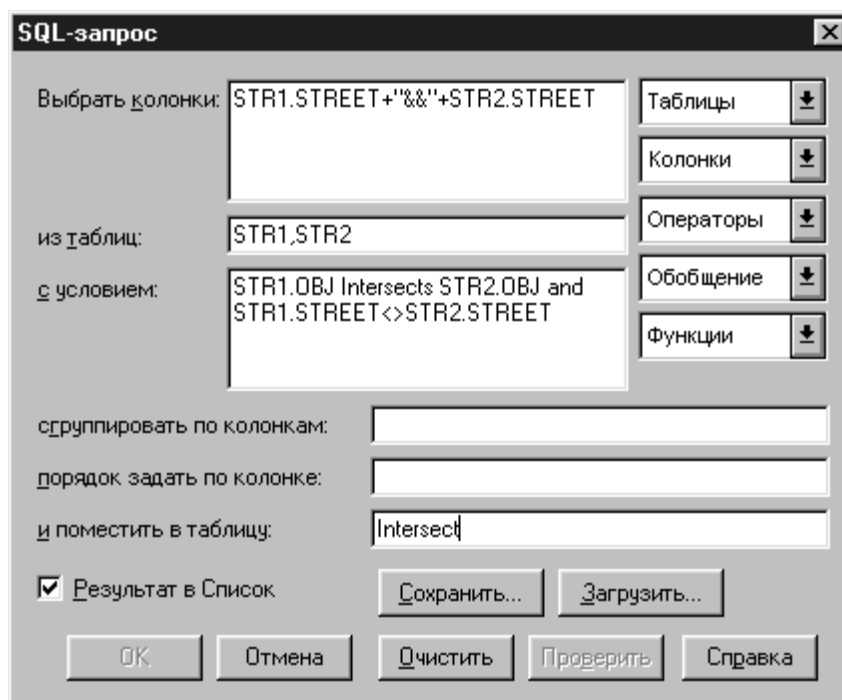 SQL-запрос
Выбрать колонки:
STR1.STREET+"&&"+STR2.STREET
Таблицы
Колонки
из таблиц:
STR1,STR2
Операторы
с условием:
STR1.OBJ Intersects STR2.OBJ and
STR1.STREET<>STR2.STREET
Обобщение
Функции
сгруппировать по колонкам:
порядок задать по колонке:
и поместить в таблицу:
Intersect
Результат в Список
Сохранить...
Загрузить...
OK
Отмена
Очистить
Проверить
Справка